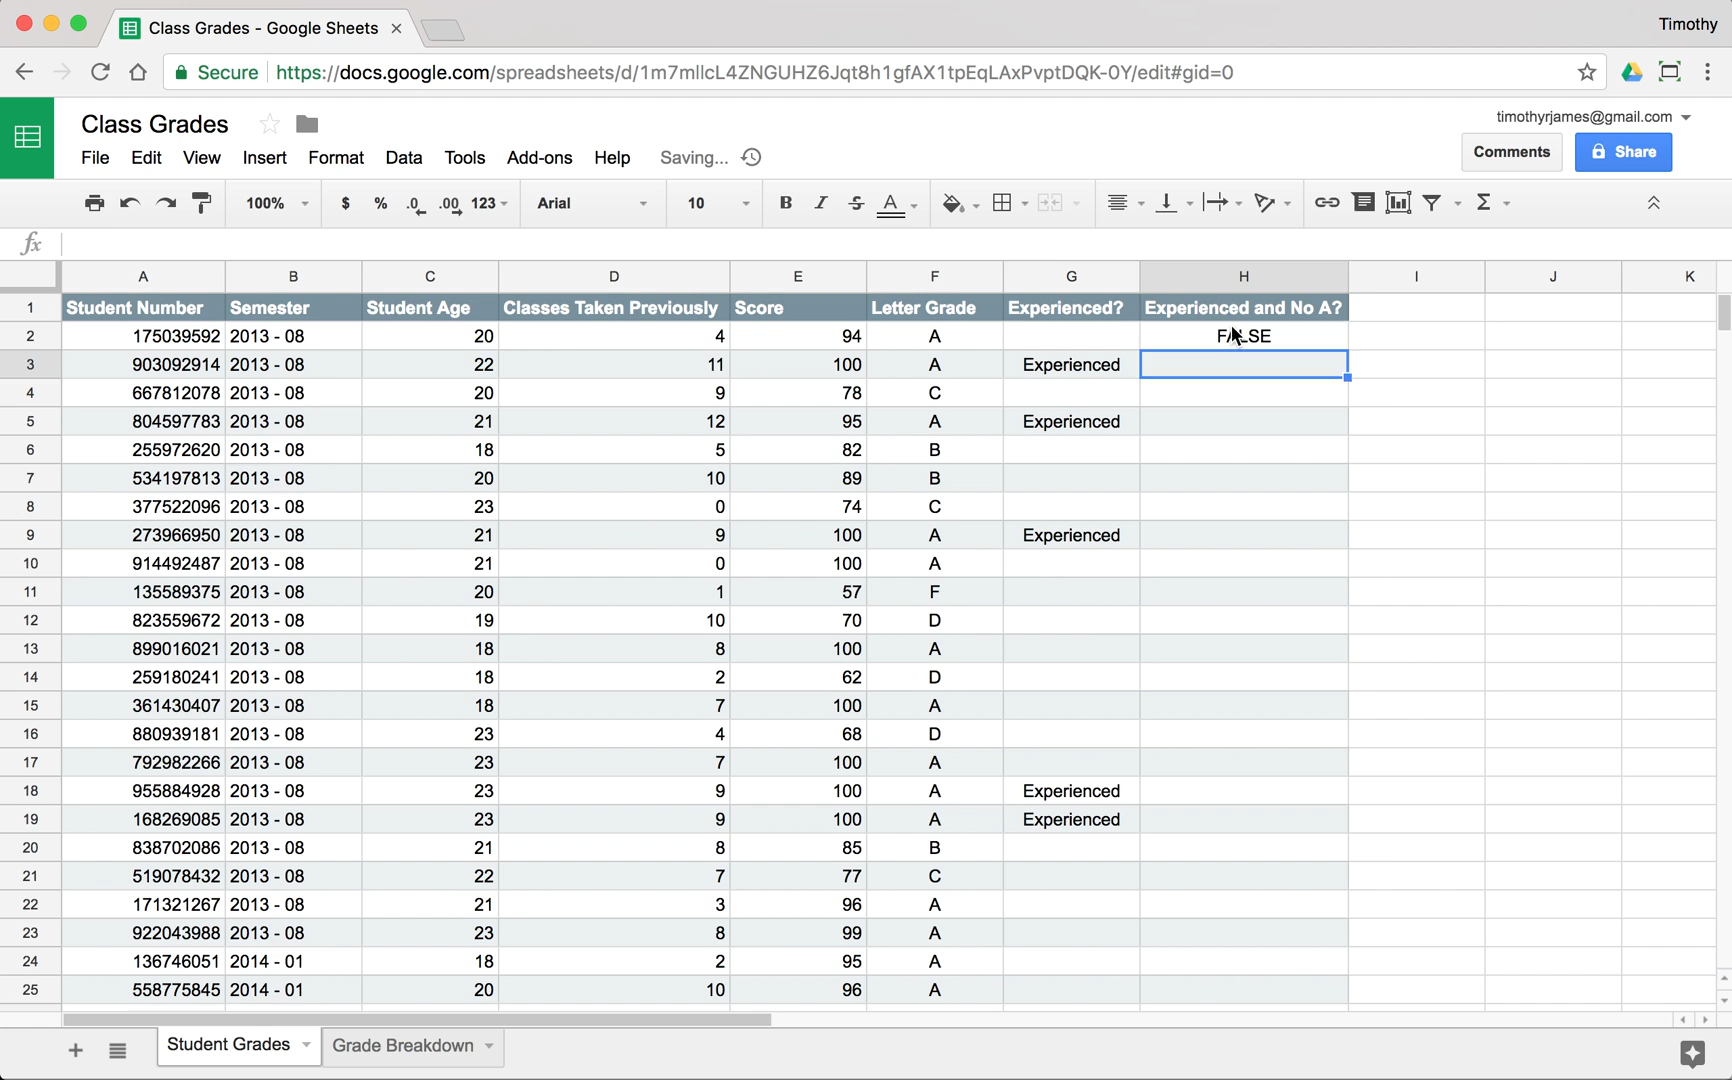 Class Grades - Google Sheets
Timothy
Secure https://docs.google.com/spreadsheets/d/1m7mllcL4ZNGUHZ6Jqt8h1gfAX1tpEqLAxPvptDQK-0Y/edit#gid=0
Class Grades
timothyrjames@gmail.com
File Edit View Insert Format Data Tools Add-ons Help Saving...
Comments Share
100% $ % .0 .00 123 Arial 10 B I S A Σ
fx
A B C D E F G H I J K
1 Student Number Semester Student Age Classes Taken Previously Score Letter Grade Experienced? Experienced and No A?
2 175039592 2013 - 08 20 4 94 A FALSE
3 903092914 2013 - 08 22 11 100 A Experienced
4 667812078 2013 - 08 20 9 78 C
5 804597783 2013 - 08 21 12 95 A Experienced
6 255972620 2013 - 08 18 5 82 B
7 534197813 2013 - 08 20 10 89 B
8 377522096 2013 - 08 23 0 74 C
9 273966950 2013 - 08 21 9 100 A Experienced
10 914492487 2013 - 08 21 0 100 A
11 135589375 2013 - 08 20 1 57 F
12 823559672 2013 - 08 19 10 70 D
13 899016021 2013 - 08 18 8 100 A
14 259180241 2013 - 08 18 2 62 D
15 361430407 2013 - 08 18 7 100 A
16 880939181 2013 - 08 23 4 68 D
17 792982266 2013 - 08 23 7 100 A
18 955884928 2013 - 08 23 9 100 A Experienced
19 168269085 2013 - 08 23 9 100 A Experienced
20 838702086 2013 - 08 21 8 85 B
21 519078432 2013 - 08 22 7 77 C
22 171321267 2013 - 08 21 3 96 A
23 922043988 2013 - 08 23 8 99 A
24 136746051 2014 - 01 18 2 95 A
25 558775845 2014 - 01 20 10 96 A
Student Grades Grade Breakdown